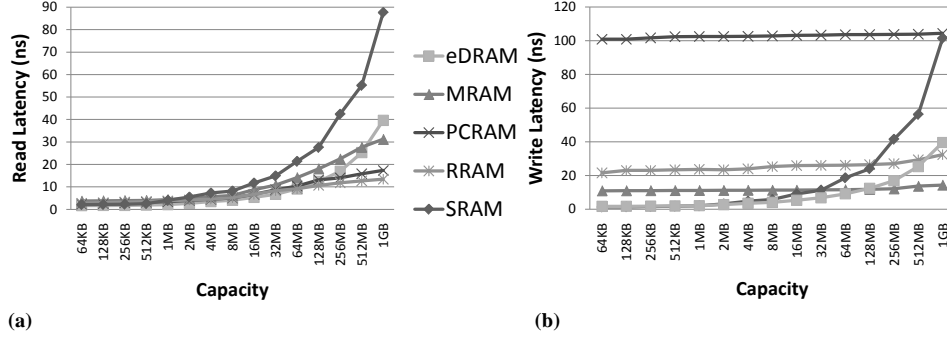 90
80
70
60
50
40
30
20
10
0
Read Latency (ns)
64KB
128KB
256KB
512KB
1MB
2MB
4MB
8MB
16MB
32MB
64MB
128MB
256MB
512MB
1GB
Capacity
(a)
eDRAM
MRAM
PCRAM
RRAM
SRAM
120
100
80
60
40
20
0
Write Latency (ns)
64KB
128KB
256KB
512KB
1MB
2MB
4MB
8MB
16MB
32MB
64MB
128MB
256MB
512MB
1GB
Capacity
(b)